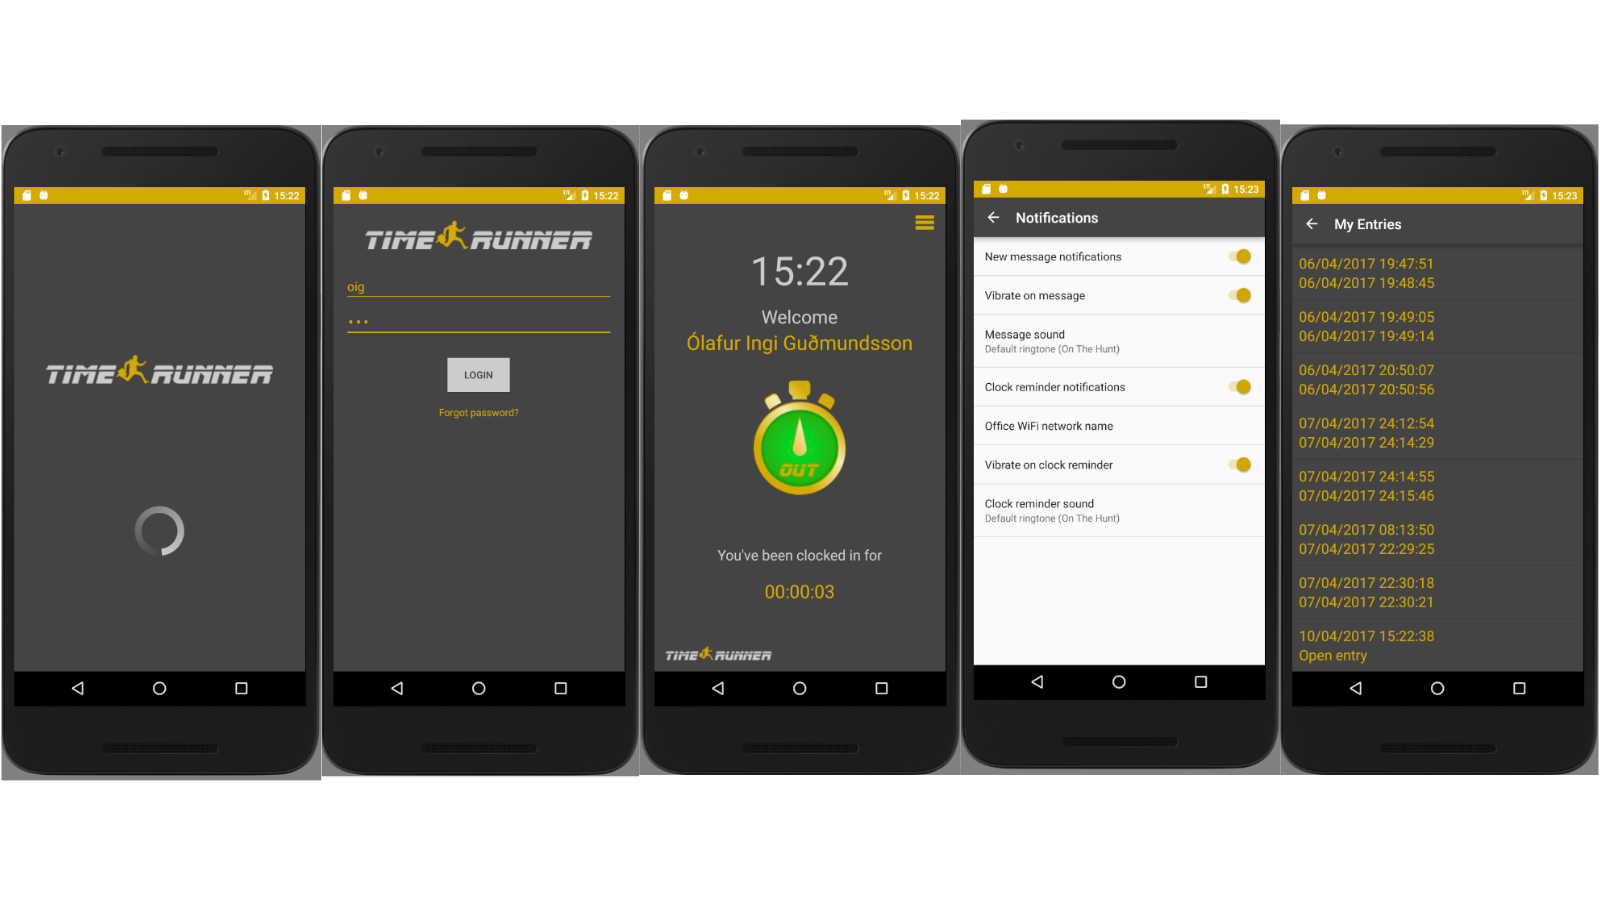 15:22
TIME RUNNER
15:22
TIME RUNNER
oig
•••
LOGIN
Forgot password?
15:22
15:22
Welcome
Ólafur Ingi Guðmundsson
OUT
You've been clocked in for
00:00:03
TIME RUNNER
LTE 15:23
Notifications
New message notifications
Vibrate on message
Message sound
Default ringtone (On The Hunt)
Clock reminder notifications
Office WiFi network name
Vibrate on clock reminder
Clock reminder sound
Default ringtone (On The Hunt)
15:23
My Entries
06/04/2017 19:47:51
06/04/2017 19:48:45
06/04/2017 19:49:05
06/04/2017 19:49:14
06/04/2017 20:50:07
06/04/2017 20:50:56
07/04/2017 24:12:54
07/04/2017 24:14:29
07/04/2017 24:14:55
07/04/2017 24:15:46
07/04/2017 08:13:50
07/04/2017 22:29:25
07/04/2017 22:30:18
07/04/2017 22:30:21
10/04/2017 15:22:38
Open entry